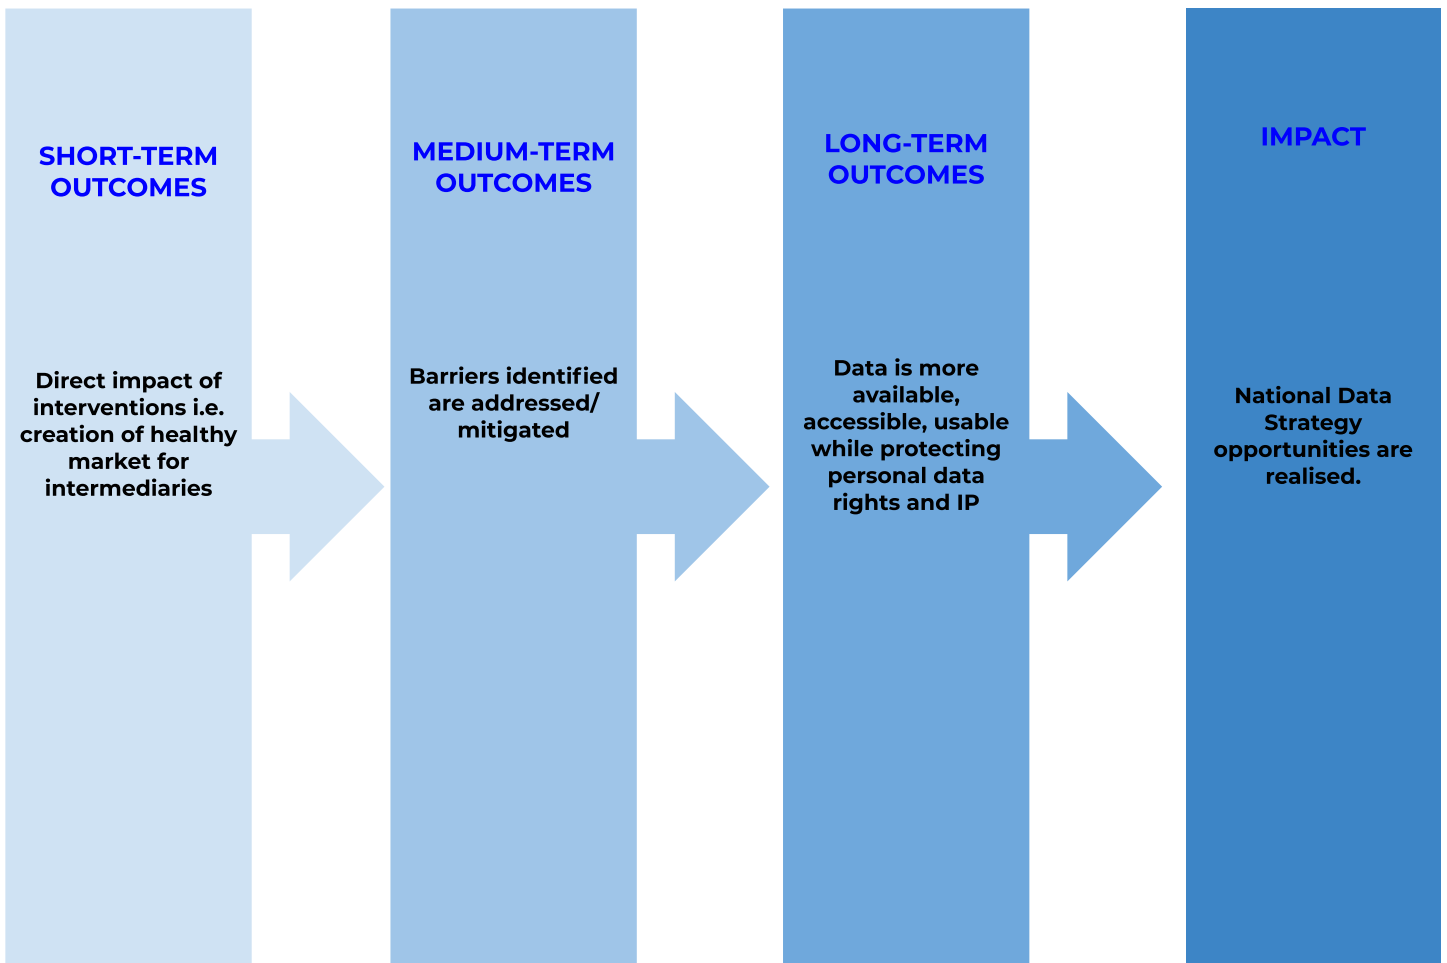 SHORT-TERM
OUTCOMES
Direct impact of
interventions i.e.
creation of healthy
market for
intermediaries
MEDIUM-TERM
OUTCOMES
Barriers identified
are addressed/
mitigated
LONG-TERM
OUTCOMES
Data is more
available,
accessible, usable
while protecting
personal data
rights and IP
IMPACT
National Data
Strategy
opportunities are
realised.